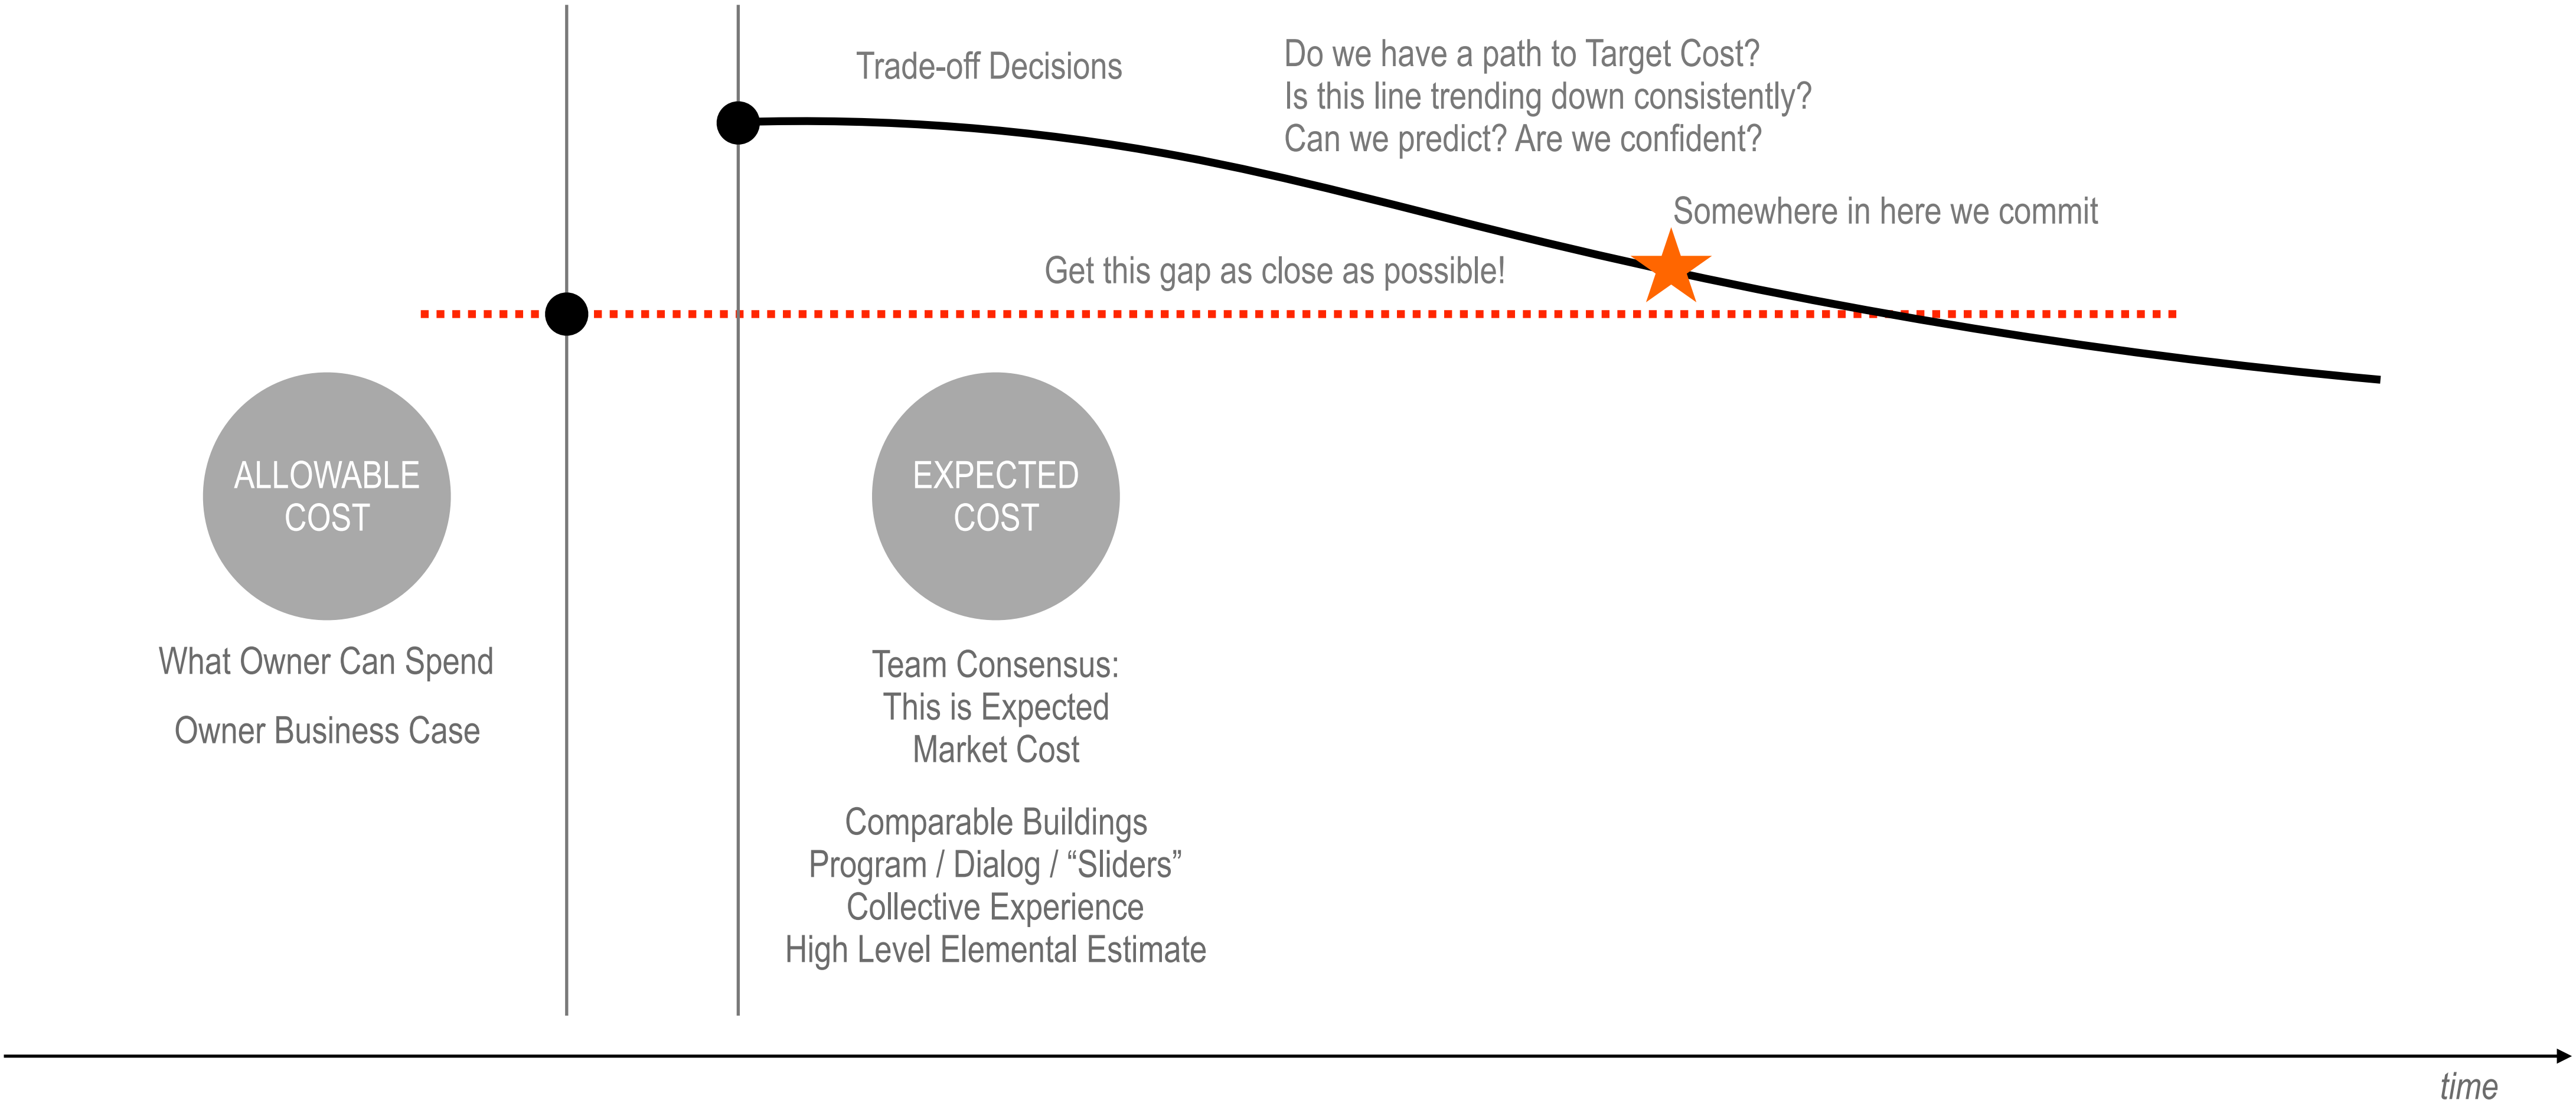 Trade-off Decisions
Do we have a path to Target Cost?
Is this line trending down consistently?
Can we predict? Are we confident?
Somewhere in here we commit
Get this gap as close as possible!
ALLOWABLE
COST
What Owner Can Spend
Owner Business Case
EXPECTED
COST
Team Consensus:
This is Expected
Market Cost
Comparable Buildings
Program / Dialog / “Sliders”
Collective Experience
High Level Elemental Estimate
time